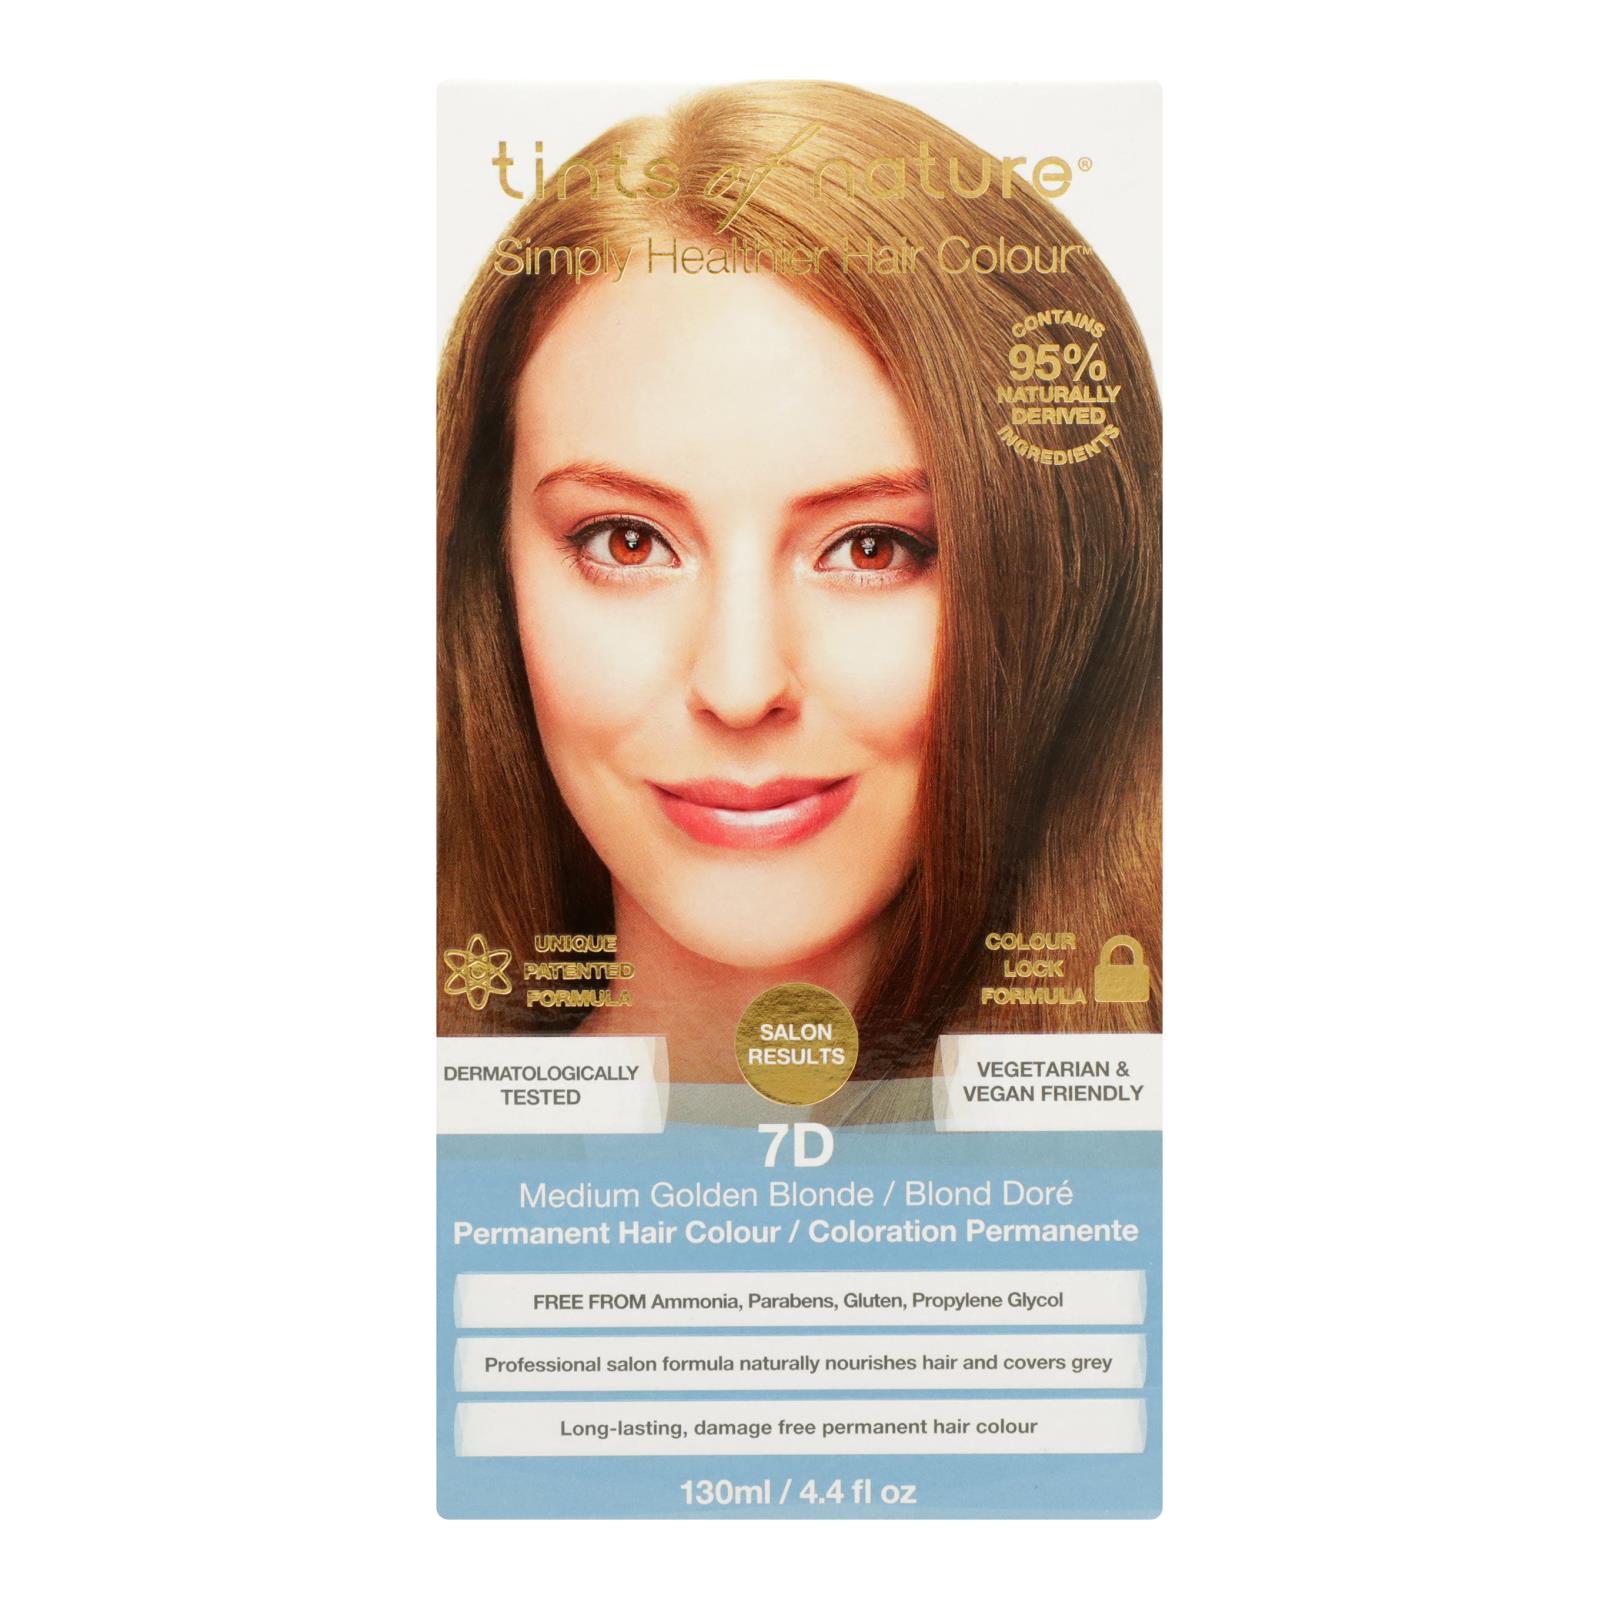 tints of nature®
Simply Healthier Hair Colour™
CONTAINS
95%
NATURALLY
DERIVED
INGREDIENTS
UNIQUE
PATENTED
FORMULA
COLOUR
LOCK
FORMULA
SALON
RESULTS
DERMATOLOGICALLY
TESTED
VEGETARIAN &
VEGAN FRIENDLY
7D
Medium Golden Blonde / Blond Doré
Permanent Hair Colour / Coloration Permanente
FREE FROM Ammonia, Parabens, Gluten, Propylene Glycol
Professional salon formula naturally nourishes hair and covers grey
Long-lasting, damage free permanent hair colour
130ml / 4.4 fl oz